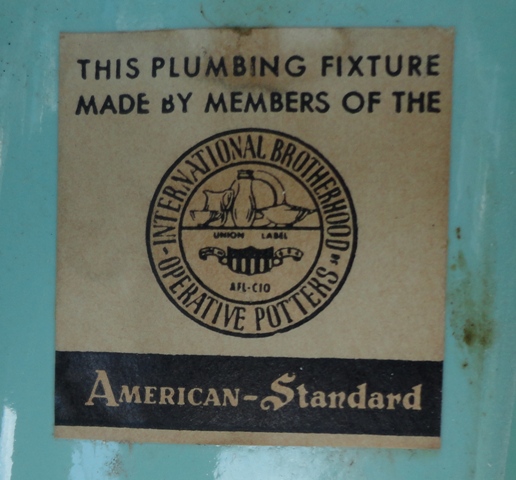 THIS PLUMBING FIXTURE
MADE BY MEMBERS OF THE
INTERNATIONAL BROTHERHOOD OF
OPERATIVE POTTERS
UNION LABEL
AFL-CIO
AMERICAN-Standard